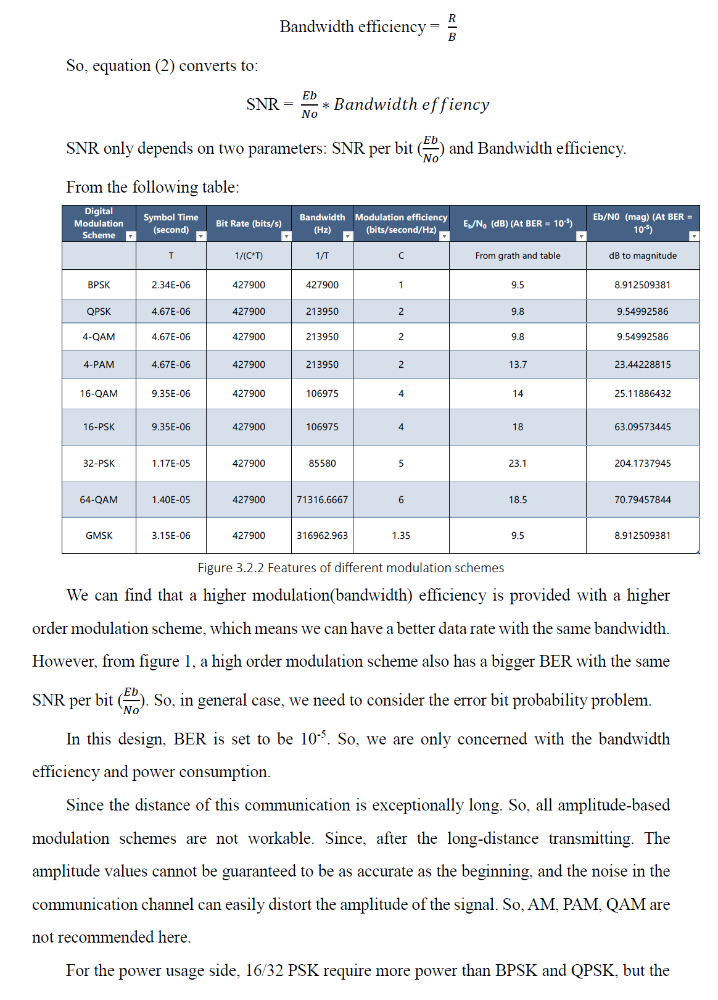 Bandwidth efficiency = R/B
So, equation (2) converts to:
SNR = Eb/No * Bandwidth effiency
SNR only depends on two parameters: SNR per bit (Eb/No) and Bandwidth efficiency.
From the following table:
Digital Modulation Scheme | Symbol Time (second) | Bit Rate (bits/s) | Bandwidth (Hz) | Modulation efficiency (bits/second/Hz) | Eb/N0 (dB) (At BER = 10-5) | Eb/N0 (mag) (At BER = 10-5)
T | 1/(C*T) | 1/T | C | From grath and table | dB to magnitude
BPSK | 2.34E-06 | 427900 | 427900 | 1 | 9.5 | 8.912509381
QPSK | 4.67E-06 | 427900 | 213950 | 2 | 9.8 | 9.54992586
4-QAM | 4.67E-06 | 427900 | 213950 | 2 | 9.8 | 9.54992586
4-PAM | 4.67E-06 | 427900 | 213950 | 2 | 13.7 | 23.44228815
16-QAM | 9.35E-06 | 427900 | 106975 | 4 | 14 | 25.11886432
16-PSK | 9.35E-06 | 427900 | 106975 | 4 | 18 | 63.09573445
32-PSK | 1.17E-05 | 427900 | 85580 | 5 | 23.1 | 204.1737945
64-QAM | 1.40E-05 | 427900 | 71316.6667 | 6 | 18.5 | 70.79457844
GMSK | 3.15E-06 | 427900 | 316962.963 | 1.35 | 9.5 | 8.912509381
Figure 3.2.2 Features of different modulation schemes
We can find that a higher modulation(bandwidth) efficiency is provided with a higher
order modulation scheme, which means we can have a better data rate with the same bandwidth.
However, from figure 1, a high order modulation scheme also has a bigger BER with the same
SNR per bit (Eb/No). So, in general case, we need to consider the error bit probability problem.
In this design, BER is set to be 10-5. So, we are only concerned with the bandwidth
efficiency and power consumption.
Since the distance of this communication is exceptionally long. So, all amplitude-based
modulation schemes are not workable. Since, after the long-distance transmitting. The
amplitude values cannot be guaranteed to be as accurate as the beginning, and the noise in the
communication channel can easily distort the amplitude of the signal. So, AM, PAM, QAM are
not recommended here.
For the power usage side, 16/32 PSK require more power than BPSK and QPSK, but the